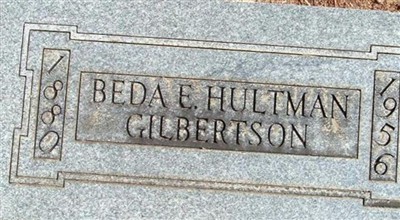 1880
BEDA E. HULTMAN
GILBERTSON
1956